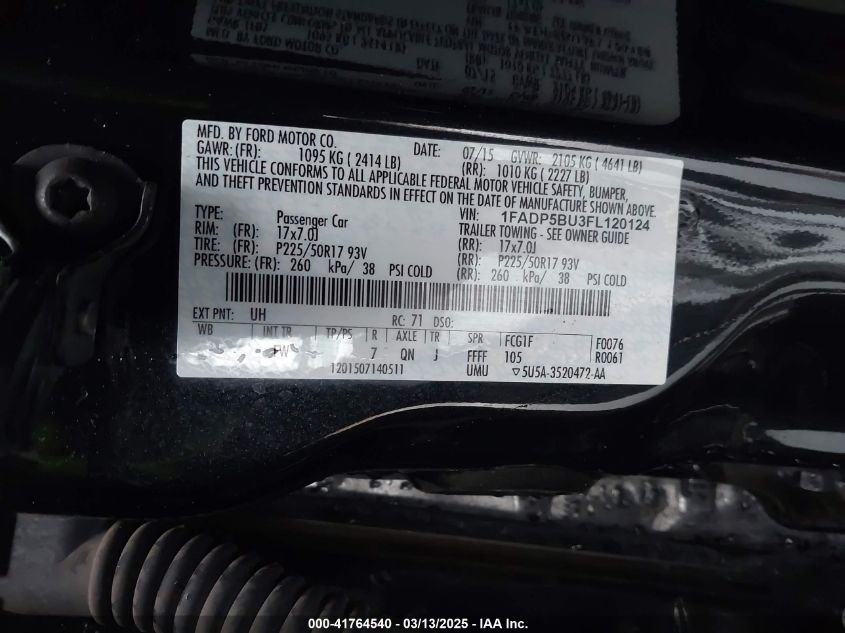 MFD. BY FORD MOTOR CO.
DATE: 07/15 GVWR: 2105 KG ( 4641 LB)
GAWR: (FR): 1095 KG ( 2414 LB) (RR): 1010 KG ( 2227 LB)
THIS VEHICLE CONFORMS TO ALL APPLICABLE FEDERAL MOTOR VEHICLE SAFETY, BUMPER,
AND THEFT PREVENTION STANDARDS IN EFFECT ON THE DATE OF MANUFACTURE SHOWN ABOVE.
VIN: 1FADP5BU3FL120124
TYPE: Passenger Car TRAILER TOWING - SEE OWNER GUIDE
RIM: (FR): 17x7.0J (RR): 17x7.0J
TIRE: (FR): P225/50R17 93V (RR): P225/50R17 93V
PRESSURE: (FR): 260 kPa/ 38 PSI COLD (RR): 260 kPa/ 38 PSI COLD
EXT PNT: UH RC: 71 DSO:
WB INT TR TP/PS R AXLE TR SPR FCG1F F0076
FW 7 QN J FFFF 105 R0061
1201507140511 UMU ▽5U5A-3520472-AA
000-41764540 - 03/13/2025 - IAA Inc.